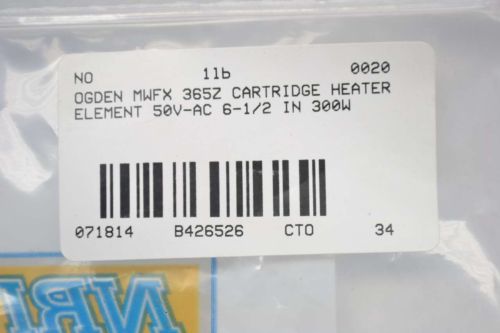 NO 1lb 0020
OGDEN MWFX 365Z CARTRIDGE HEATER
ELEMENT 50V-AC 6-1/2 IN 300W
071814 B426526 CTO 34